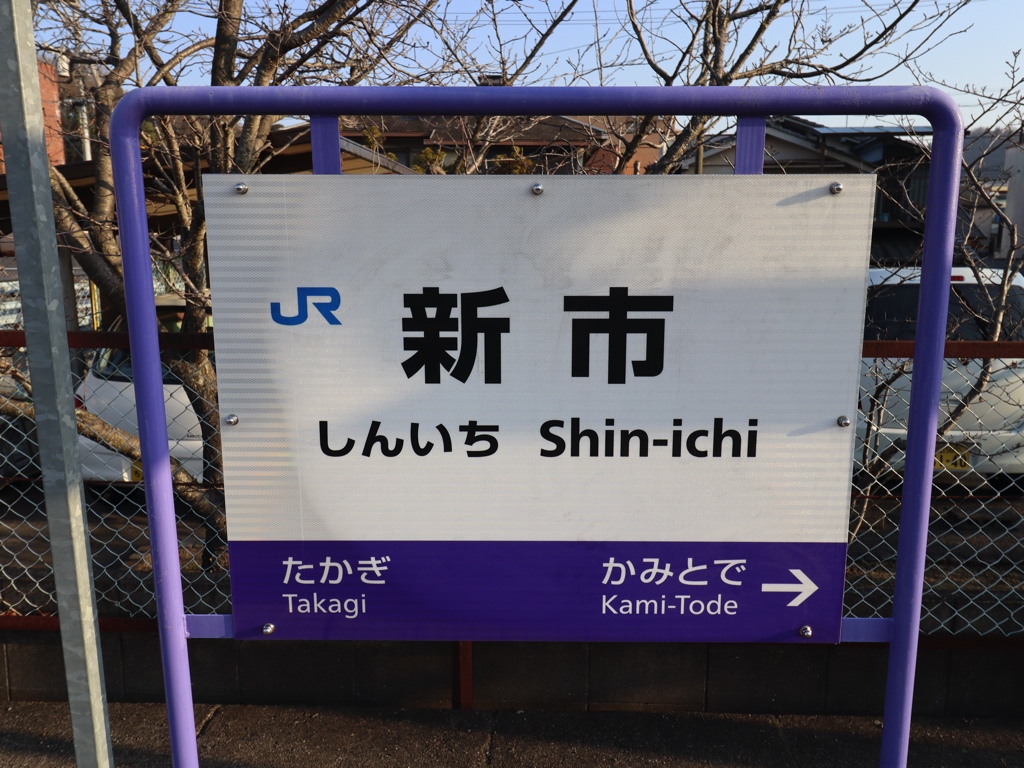 JR 新市
しんいち Shin-ichi
たかぎ かみとで
Takagi Kami-Tode →